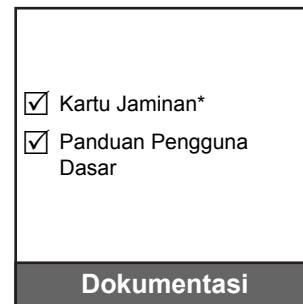 ☑ Kartu Jaminan*
☑ Panduan Pengguna
Dasar
Dokumentasi